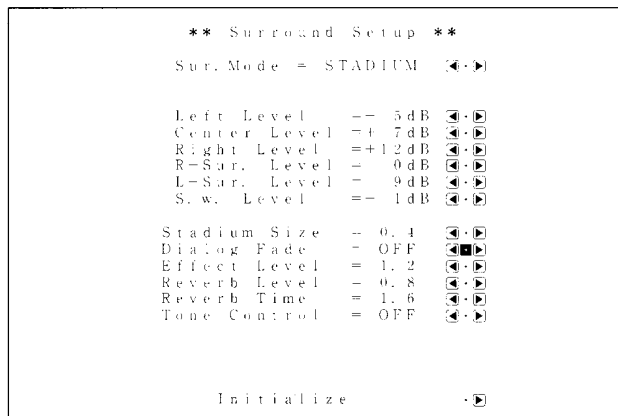 ** Surround Setup **
Sur.Mode = STADIUM ◀・▶
Left Level =- 5dB ◀・▶
Center Level =+ 7dB ◀・▶
Right Level =+12dB ◀・▶
R-Sur. Level = 0dB ◀・▶
L-Sur. Level = 9dB ◀・▶
S.w. Level =- 1dB ◀・▶
Stadium Size = 0.4 ◀・▶
Dialog Fade = OFF ◀■▶
Effect Level = 1.2 ◀・▶
Reverb Level = 0.8 ◀・▶
Reverb Time = 1.6 ◀・▶
Tone Control = OFF ◀・▶
Initialize ・▶